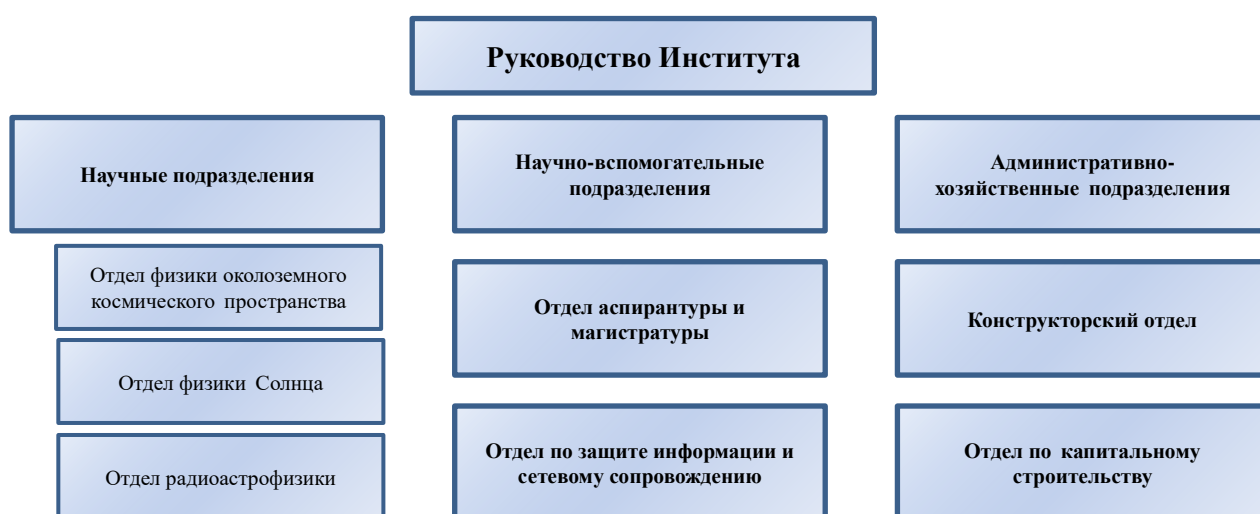 Руководство Института
Научные подразделения
Отдел физики околоземного
космического пространства
Отдел физики Солнца
Отдел радиоастрофизики
Научно-вспомогательные
подразделения
Отдел аспирантуры и
магистратуры
Отдел по защите информации и
сетевому сопровождению
Административно-
хозяйственные подразделения
Конструкторский отдел
Отдел по капитальному
строительству